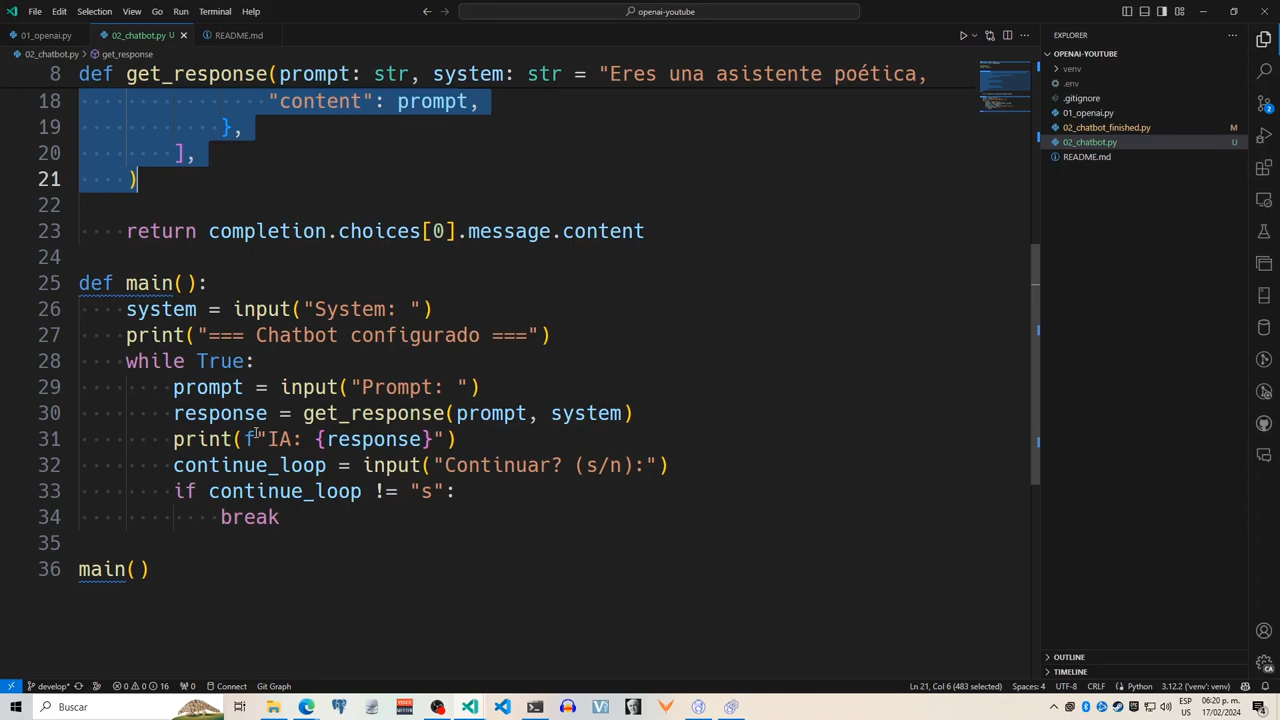 File Edit Selection View Go Run Terminal Help
openai-youtube
01_openai.py
02_chatbot.py U
README.md
02_chatbot.py > get_response
8 def get_response(prompt: str, system: str = "Eres una asistente poética,
18 "content": prompt,
19 },
20 ],
21 )
22
23 return completion.choices[0].message.content
24
25 def main():
26 system = input("System: ")
27 print("=== Chatbot configurado ===")
28 while True:
29 prompt = input("Prompt: ")
30 response = get_response(prompt, system)
31 print(f"IA: {response}")
32 continue_loop = input("Continuar? (s/n):")
33 if continue_loop != "s":
34 break
35
36 main()
EXPLORER
OPENAI-YOUTUBE
venv
.env
.gitignore
01_openai.py
02_chatbot_finished.py M
02_chatbot.py U
README.md
OUTLINE
TIMELINE
2
CA
develop* 0 0 16 0 Connect Git Graph
Ln 21, Col 6 (483 selected) Spaces: 4 UTF-8 CRLF Python 3.12.2 ('venv': venv)
Buscar
ESP
US
06:20 p. m.
17/02/2024